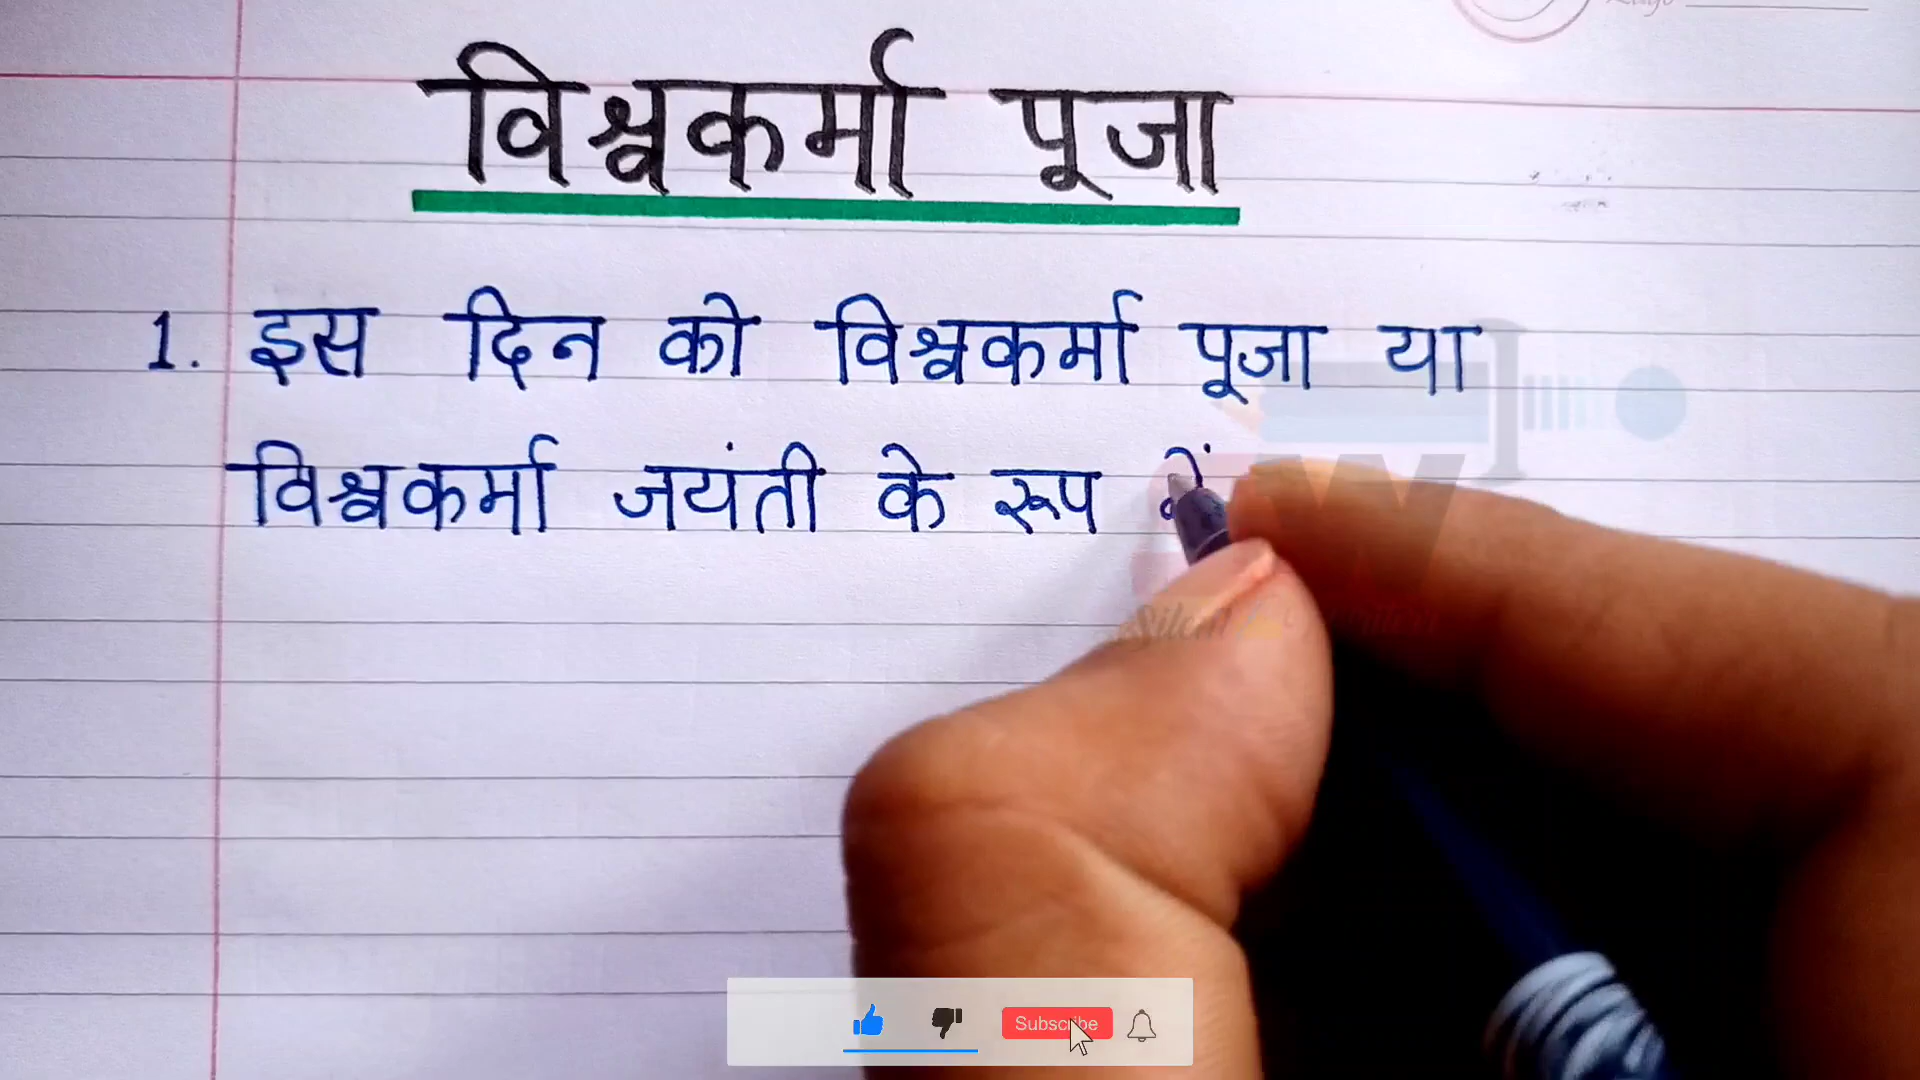 विश्वकर्मा पूजा
1. इस दिन को विश्वकर्मा पूजा या
विश्वकर्मा जयंती के रूप में
Subscribe